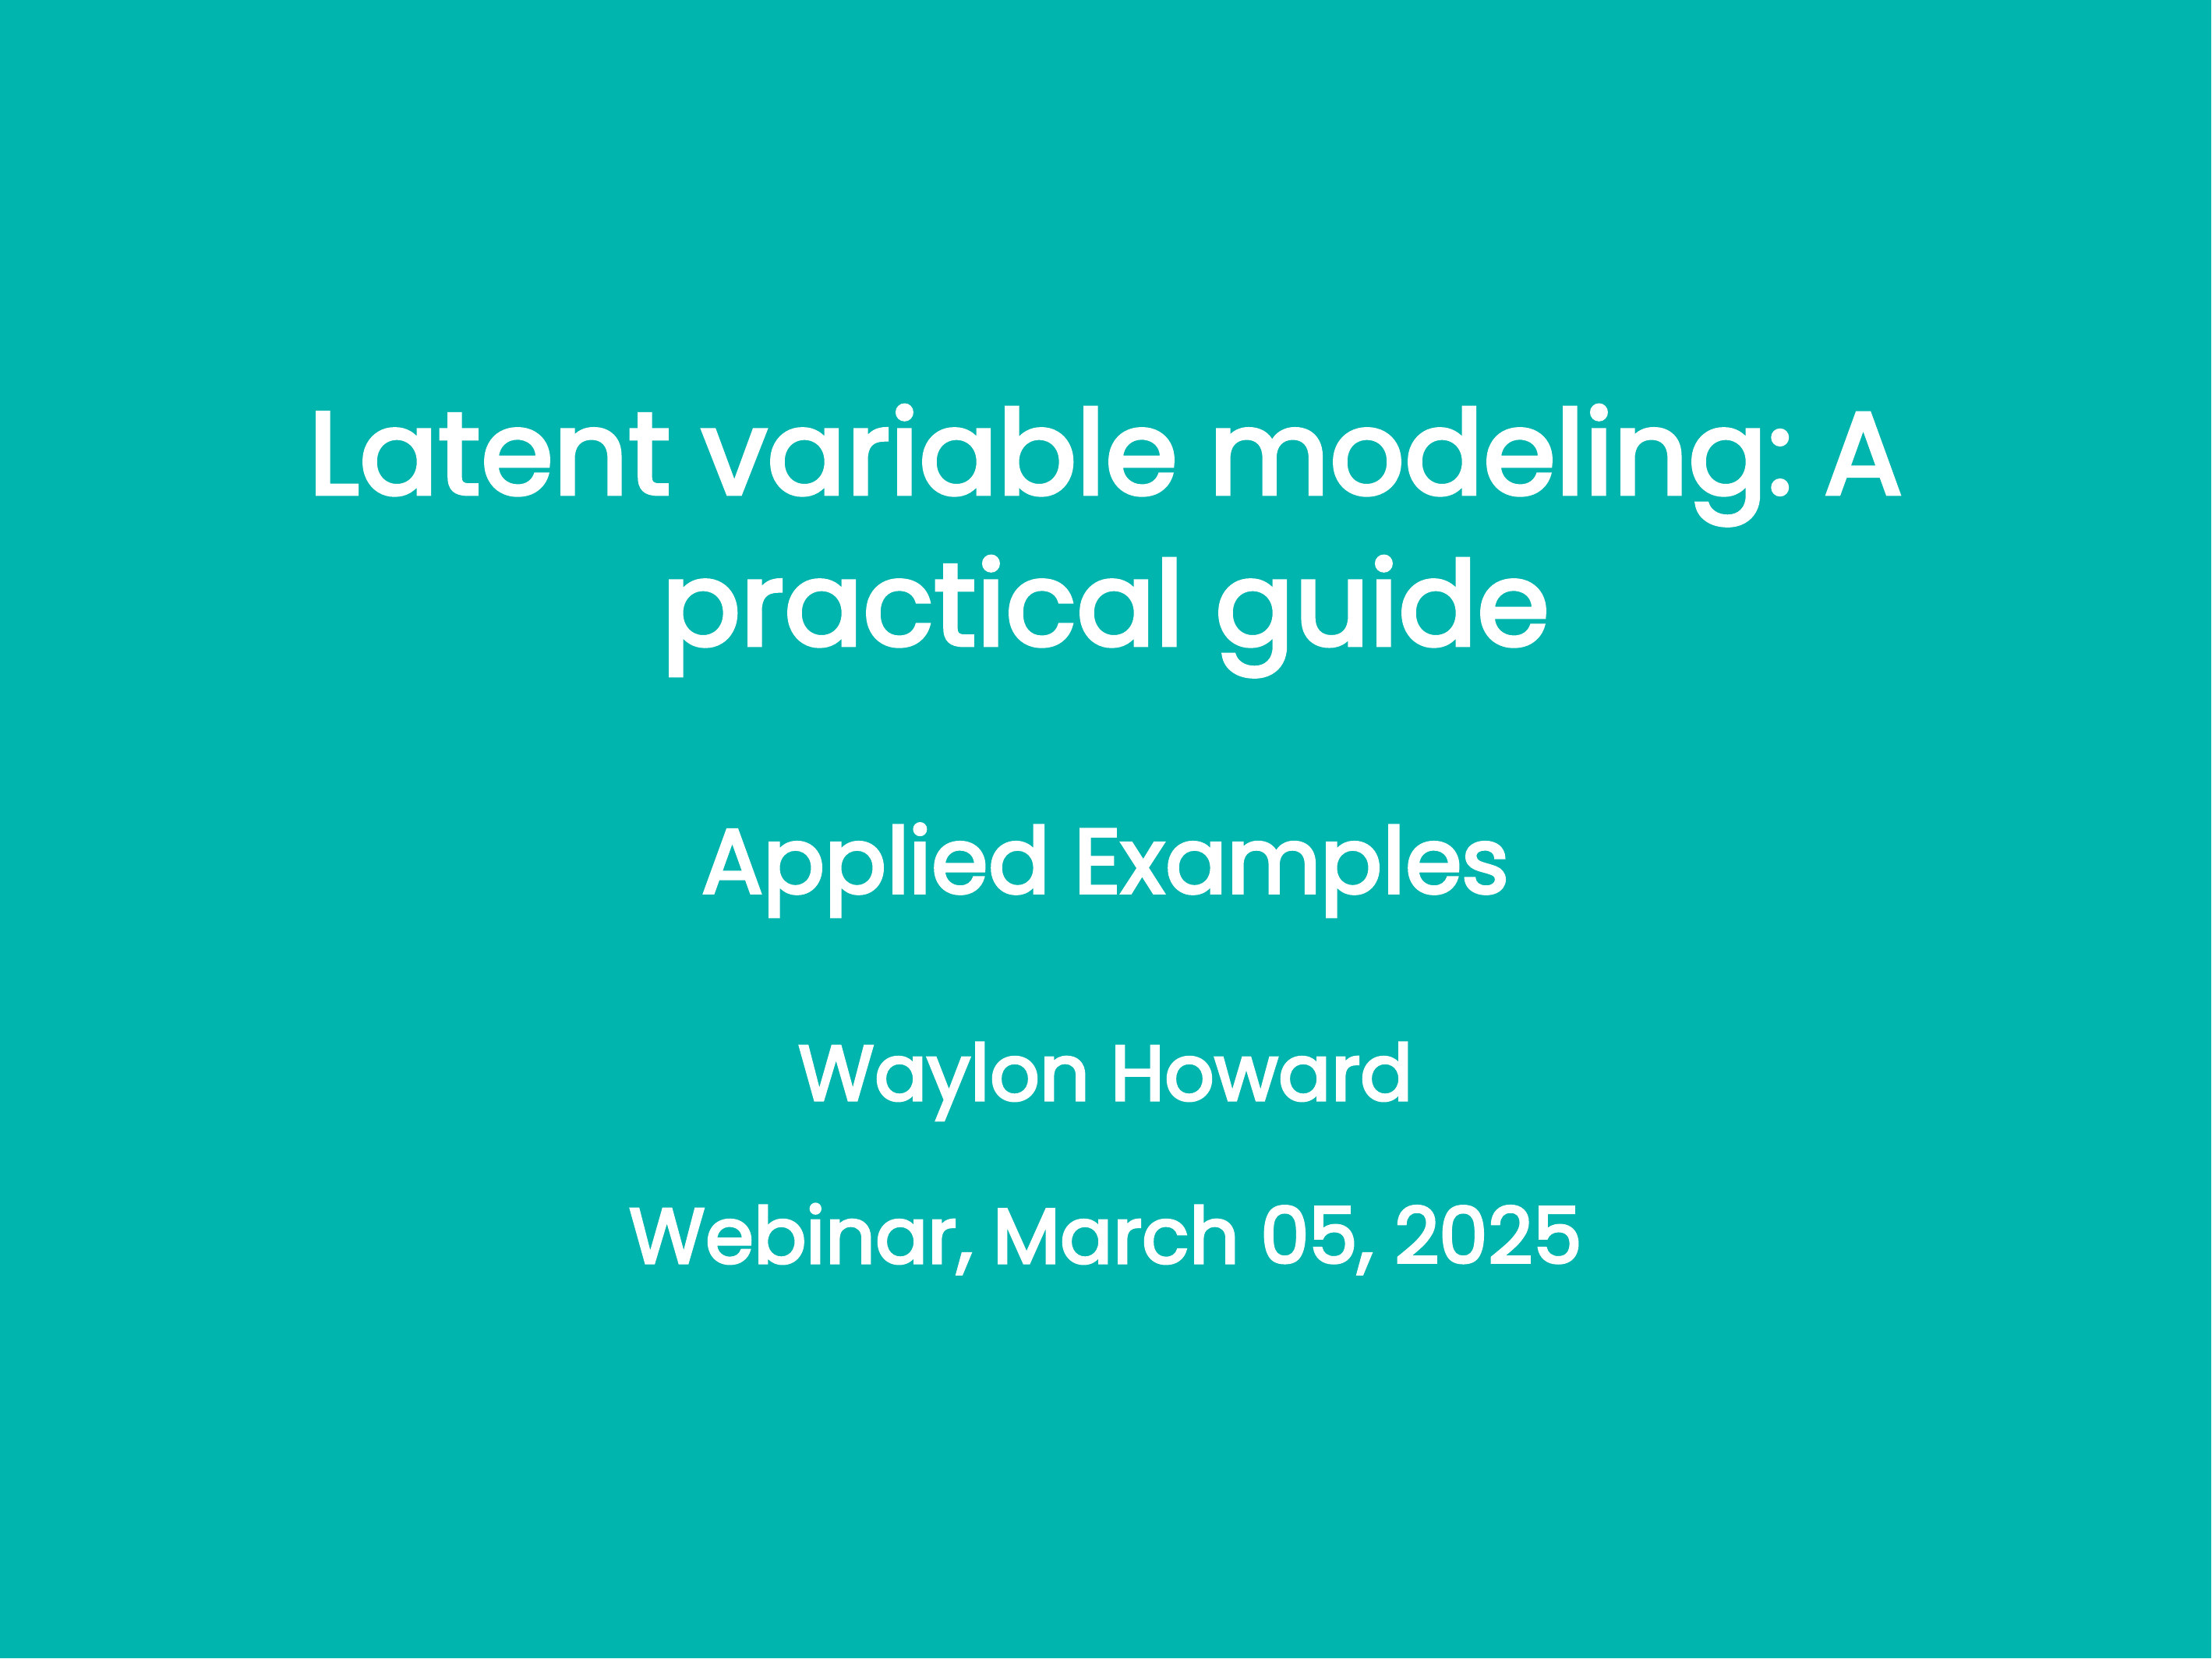 Latent variable modeling: A
practical guide
Applied Examples
Waylon Howard
Webinar, March 05, 2025